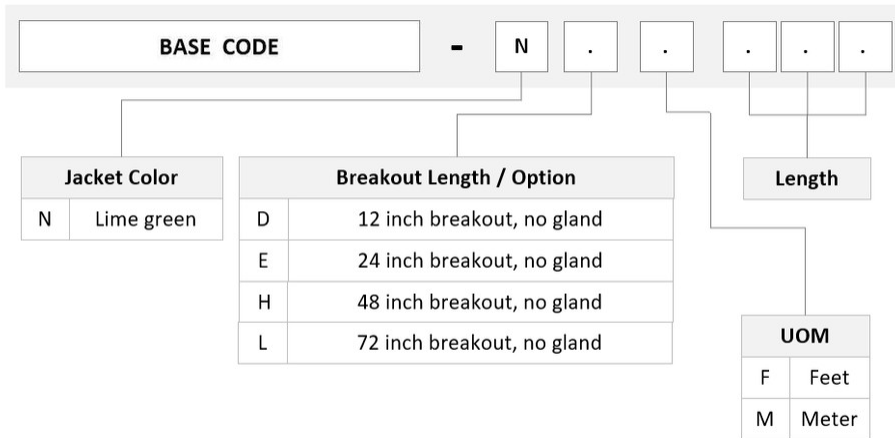 BASE CODE - N . . . . .
Jacket Color
N Lime green
Breakout Length / Option
D 12 inch breakout, no gland
E 24 inch breakout, no gland
H 48 inch breakout, no gland
L 72 inch breakout, no gland
Length
UOM
F Feet
M Meter